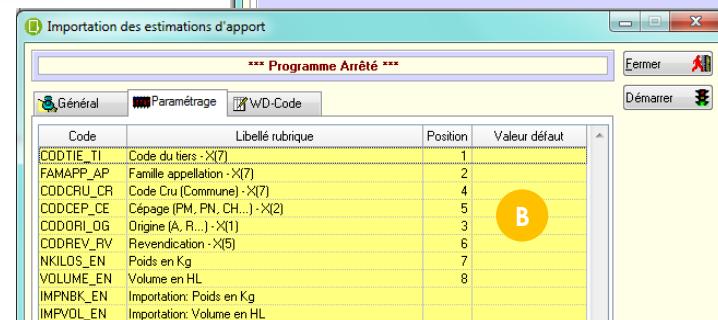 Importation des estimations d'apport
*** Programme Arrêté ***
Fermer
Général Paramétrage WD-Code
Démarrer
Code Libellé rubrique Position Valeur défaut
CODTIE_TI Code du tiers - X(7) 1
FAMAPP_AP Famille appellation - X(7) 2
CODCRU_CR Code Cru (Commune) - X(7) 4
CODCEP_CE Cépage (PM, PN, CH...) - X(2) 5
B
CODORI_OG Origine (A, R...) - X(1) 3
CODREV_RV Revendication - X(5) 6
NKILOS_EN Poids en Kg 7
VOLUME_EN Volume en HL 8
IMPNBK_EN Importation: Poids en Kg
IMPVOL_EN Importation: Volume en HL